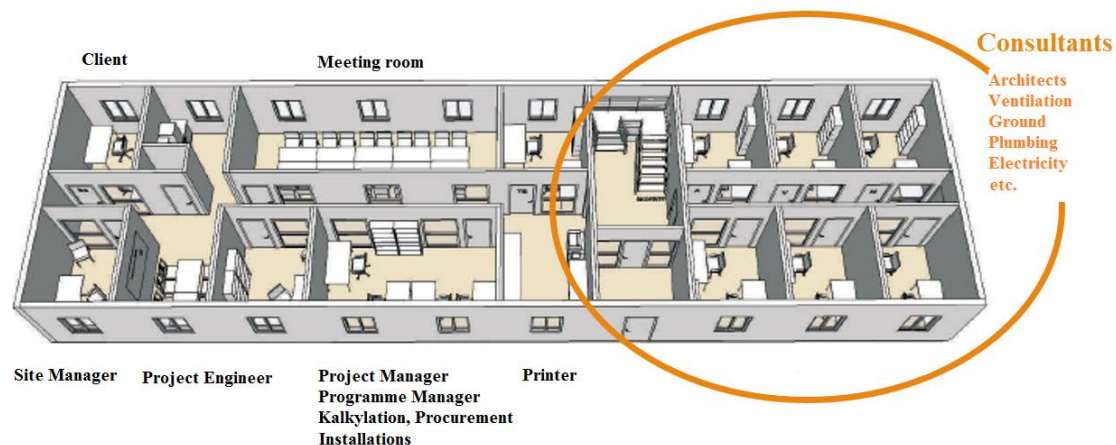 Client
Meeting room
Consultants
Architects
Ventilation
Ground
Plumbing
Electricity
etc.
Site Manager
Project Engineer
Project Manager
Programme Manager
Kalkylation, Procurement
Installations
Printer